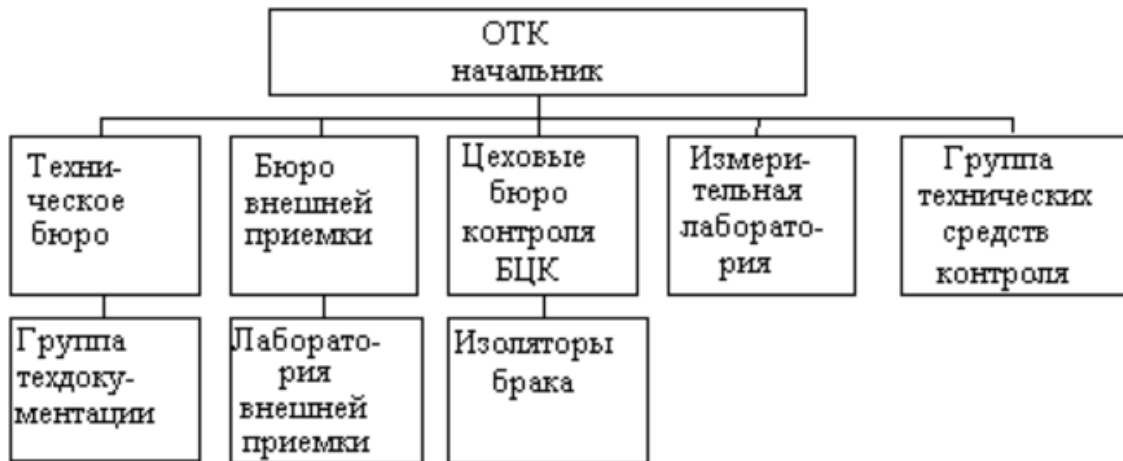 ОТК
начальник
Техни-
ческое
бюро
Бюро
внешней
приемки
Цеховые
бюро
контроля
БЦК
Измери-
тельная
лаборато-
рия
Группа
технических
средств
контроля
Группа
техдоку-
ментации
Лаборато-
рия
внешней
приемки
Изоляторы
брака